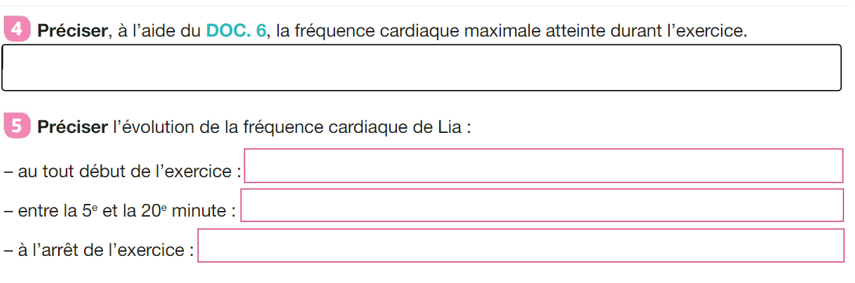 4 Préciser, à l'aide du DOC. 6, la fréquence cardiaque maximale atteinte durant l'exercice.
5 Préciser l'évolution de la fréquence cardiaque de Lia :
– au tout début de l'exercice :
– entre la 5ᵉ et la 20ᵉ minute :
– à l'arrêt de l'exercice :